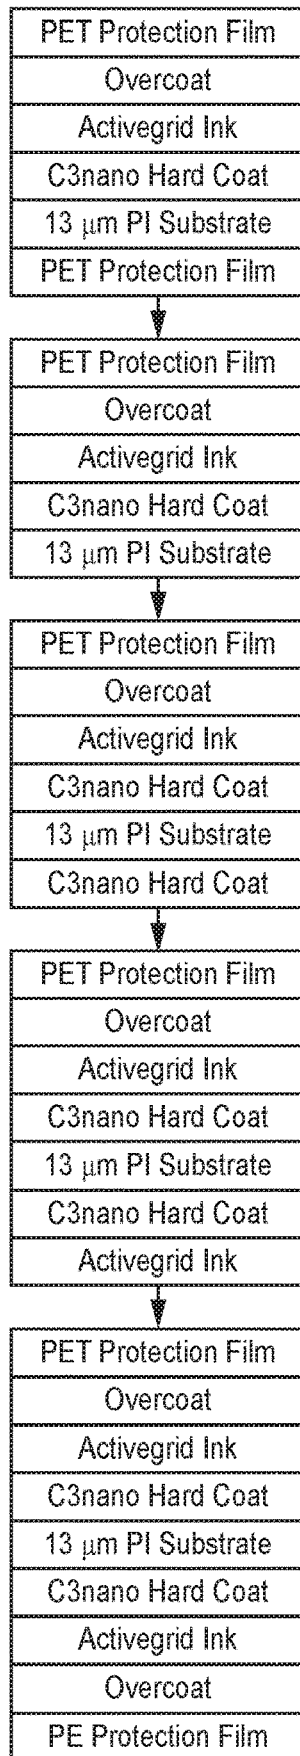 PET Protection Film
Overcoat
Activegrid Ink
C3nano Hard Coat
13 μm PI Substrate
PET Protection Film
PET Protection Film
Overcoat
Activegrid Ink
C3nano Hard Coat
13 μm PI Substrate
PET Protection Film
Overcoat
Activegrid Ink
C3nano Hard Coat
13 μm PI Substrate
C3nano Hard Coat
PET Protection Film
Overcoat
Activegrid Ink
C3nano Hard Coat
13 μm PI Substrate
C3nano Hard Coat
Activegrid Ink
PET Protection Film
Overcoat
Activegrid Ink
C3nano Hard Coat
13 μm PI Substrate
C3nano Hard Coat
Activegrid Ink
Overcoat
PE Protection Film